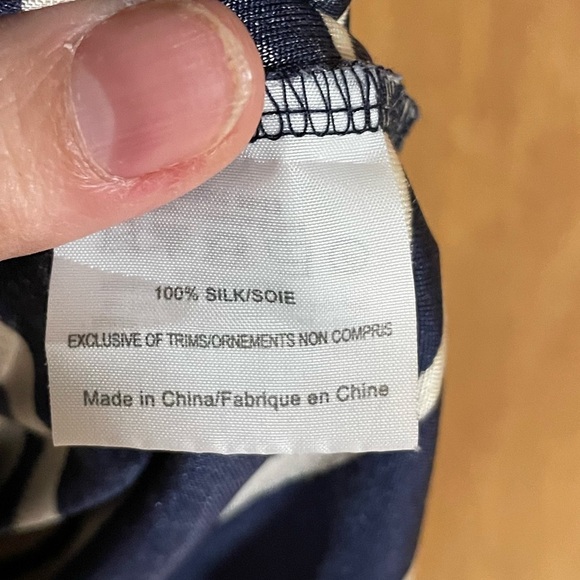 100% SILK/SOIE
EXCLUSIVE OF TRIMS/ORNEMENTS NON COMPRIS
Made in China/Fabrique en Chine